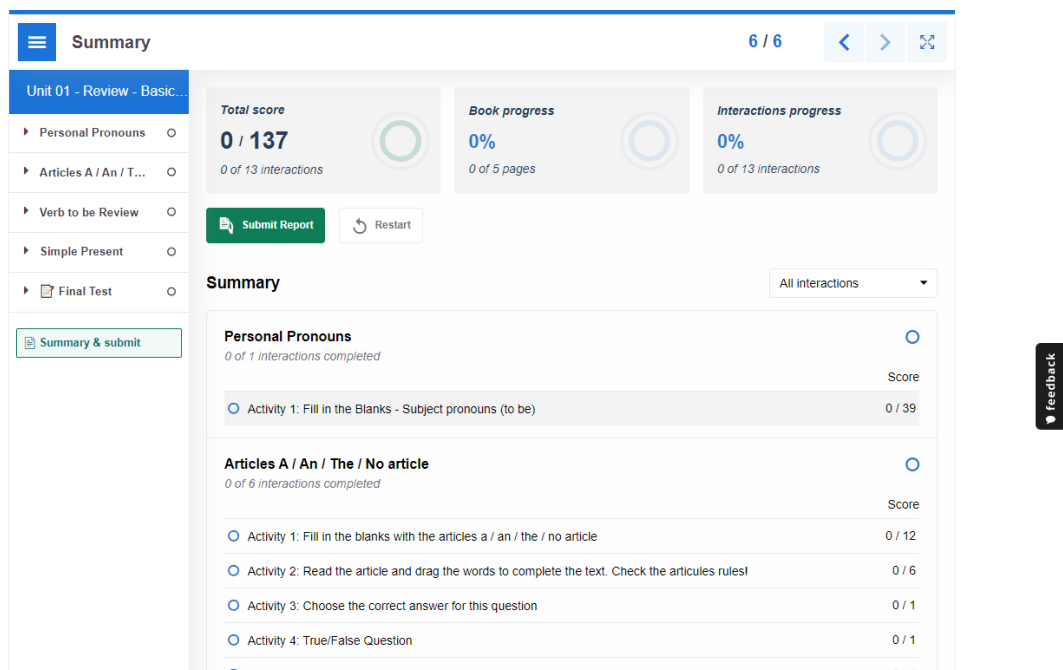 Summary
6 / 6
Unit 01 - Review - Basic...
Personal Pronouns
Articles A / An / T...
Verb to be Review
Simple Present
Final Test
Summary & submit
Total score
0 / 137
0 of 13 interactions
Book progress
0%
0 of 5 pages
Interactions progress
0%
0 of 13 interactions
Submit Report
Restart
Summary
All interactions
Personal Pronouns
0 of 1 interactions completed
Score
Activity 1: Fill in the Blanks - Subject pronouns (to be)
0 / 39
Articles A / An / The / No article
0 of 6 interactions completed
Score
Activity 1: Fill in the blanks with the articles a / an / the / no article
0 / 12
Activity 2: Read the article and drag the words to complete the text. Check the articules rules!
0 / 6
Activity 3: Choose the correct answer for this question
0 / 1
Activity 4: True/False Question
0 / 1
feedback